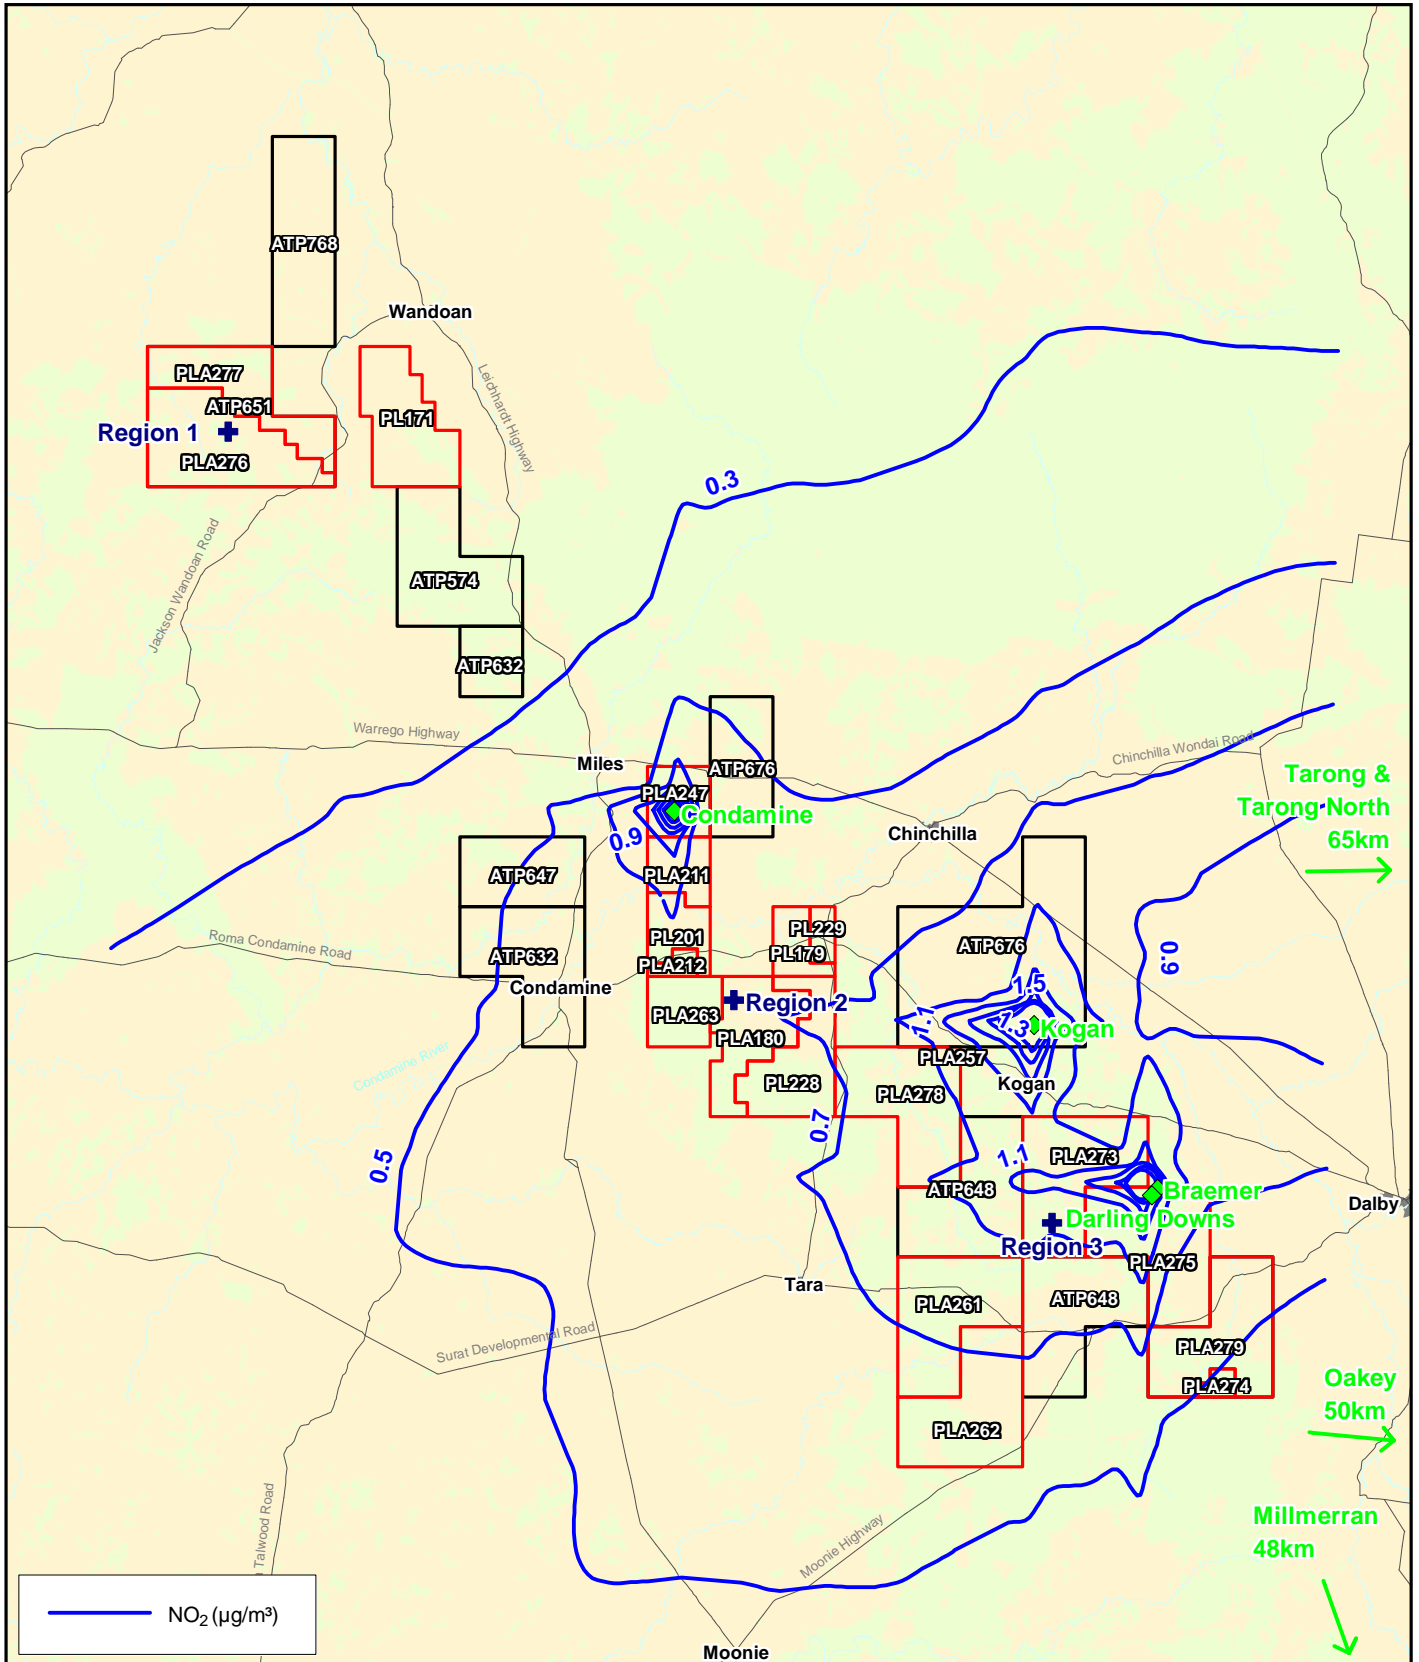 ATP768
Wandoan
PLA277
ATP651
PL171
Region 1
PLA276
Leichhardt Highway
0.3
Jackson Wandoan Road
ATP574
ATP632
Warrego Highway
Miles
ATP676
Chinchilla Wondai Road
PLA247
Condamine
Tarong &
Tarong North
65km
Chinchilla
0.9
ATP647
PLA211
Roma Condamine Road
ATP632
PL201
PL229
PL179
ATP676
0.9
PLA212
Condamine
Region 2
PLA263
1.5
1.1
1.3
Kogan
PLA180
PLA257
Condamine River
PL228
PLA278
Kogan
0.7
0.5
1.1
PLA273
ATP648
Braemer
Dalby
Darling Downs
Region 3
PLA275
Tara
PLA261
ATP648
Surat Developmental Road
PLA279
PLA274
Oakey
50km
PLA262
Talwood Road
Moonie Highway
Millmerran
48km
NO₂ (µg/m³)
Moonie